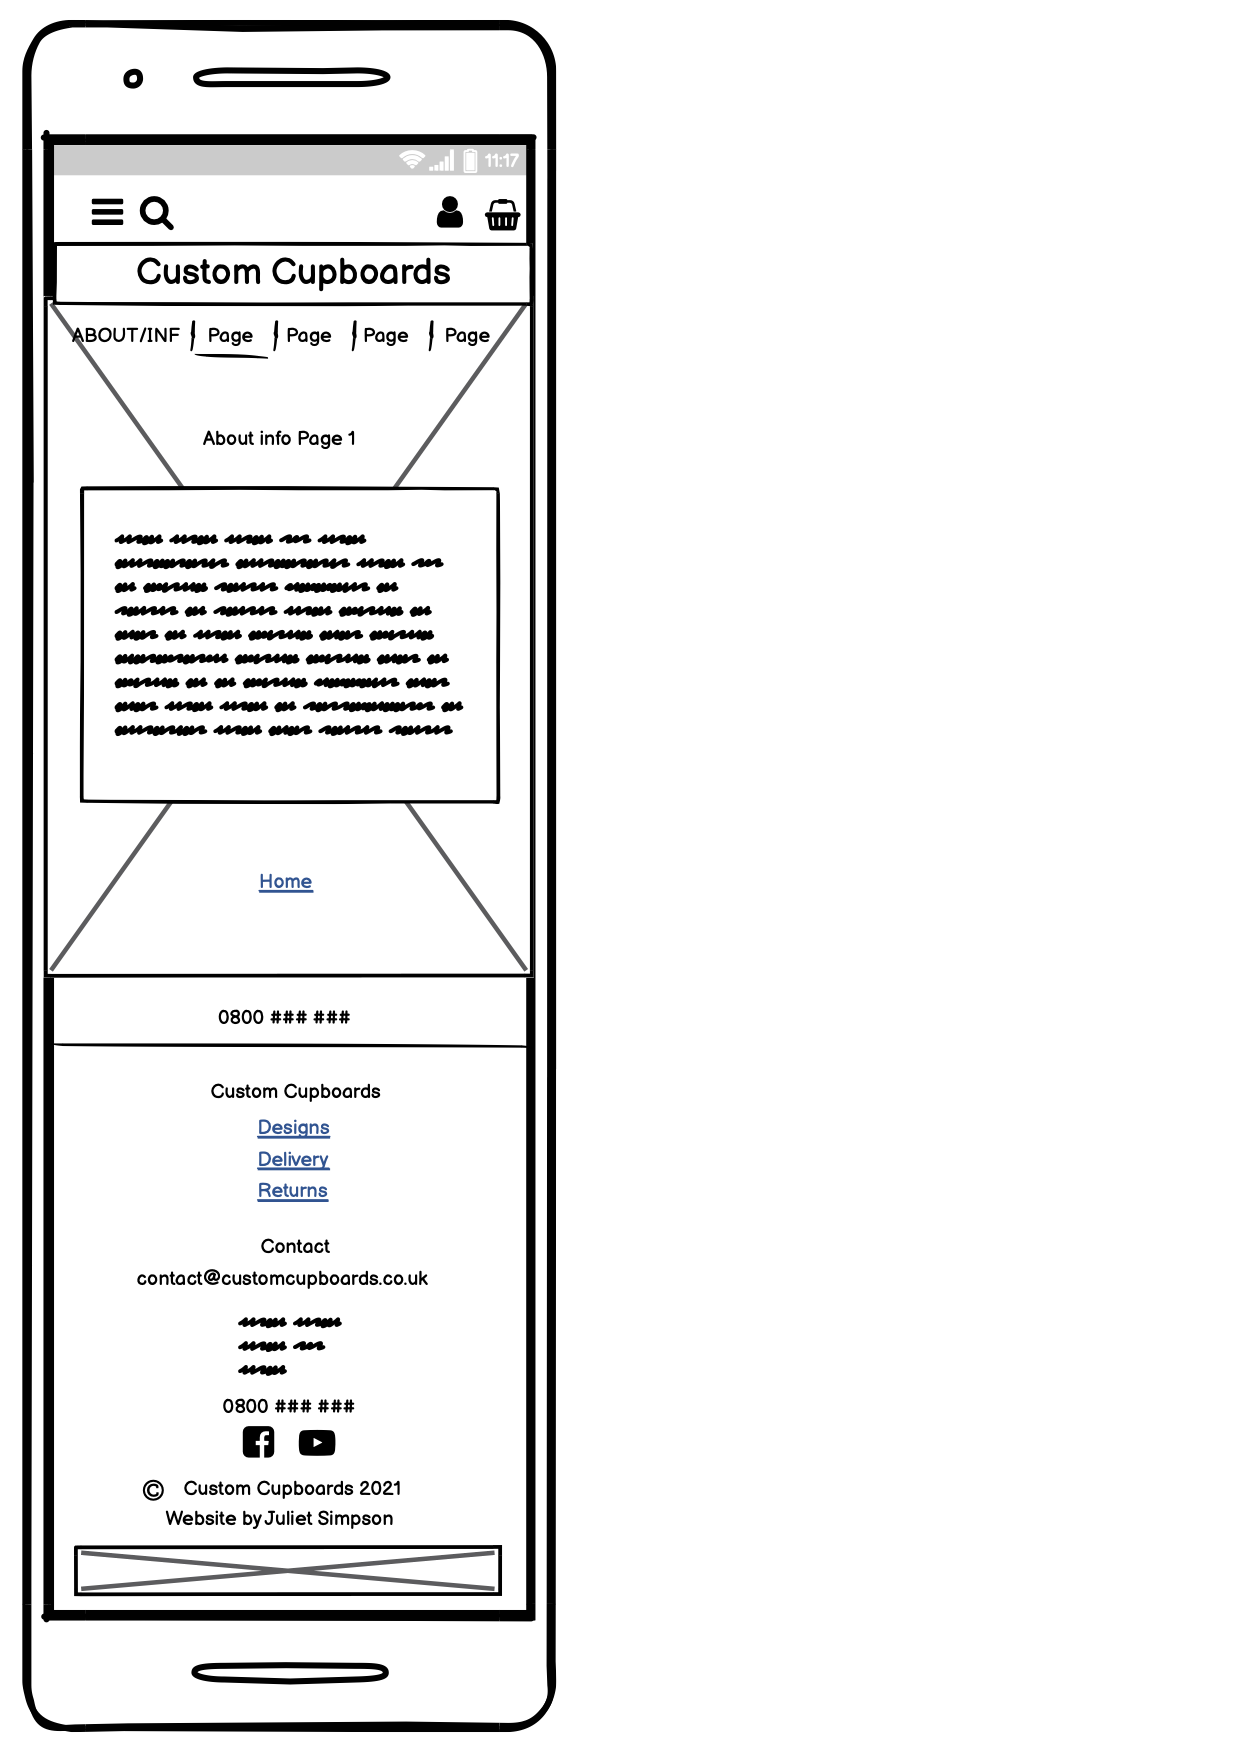 11:17
Custom Cupboards
ABOUT/INF Page Page Page Page
About info Page 1
Home
0800 ### ###
Custom Cupboards
Designs
Delivery
Returns
Contact
contact@customcupboards.co.uk
0800 ### ###
© Custom Cupboards 2021
Website by Juliet Simpson